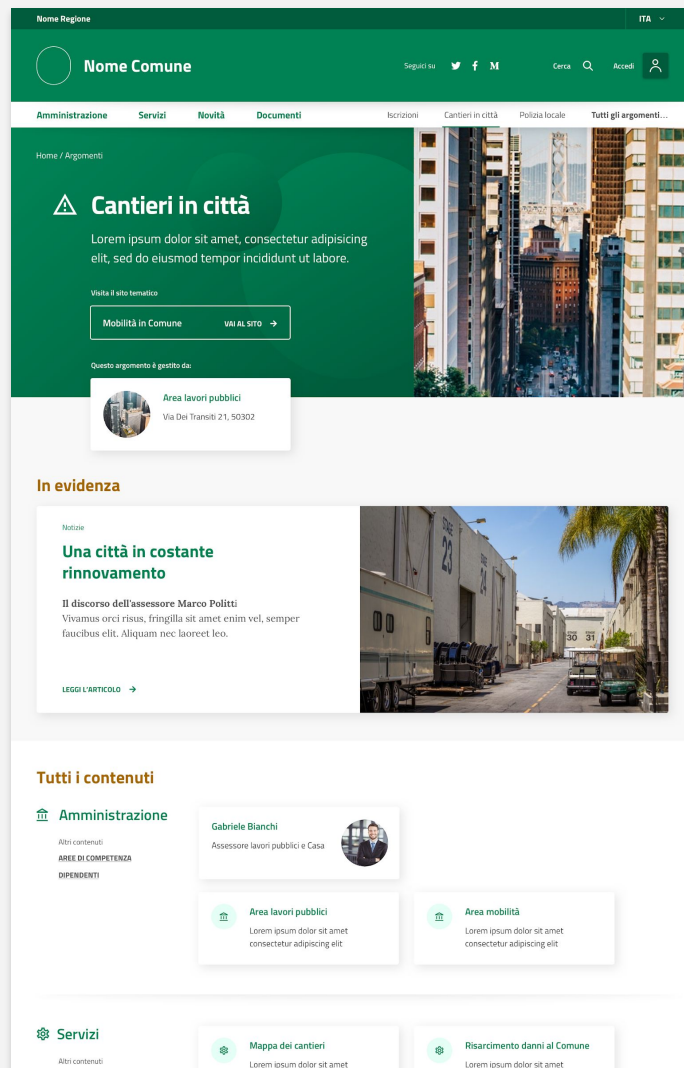 Nome Regione
ITA
Nome Comune
Seguici su
Cerca
Accedi
Amministrazione Servizi Novità Documenti
Iscrizioni Cantieri in città Polizia locale Tutti gli argomenti...
Home / Argomenti
Cantieri in città
Lorem ipsum dolor sit amet, consectetur adipisicing
elit, sed do eiusmod tempor incididunt ut labore.
Visita il sito tematico
Mobilità in Comune VAI AL SITO
Questo argomento è gestito da:
Area lavori pubblici
Via Dei Transiti 21, 50302
In evidenza
Notizie
Una città in costante
rinnovamento
Il discorso dell'assessore Marco Politti
Vivamus orci risus, fringilla sit amet enim vel, semper
faucibus elit. Aliquam nec laoreet leo.
LEGGI L'ARTICOLO
STAGE
23
STAGE
24
STAGE
30 31
Tutti i contenuti
Amministrazione
Altri contenuti
AREE DI COMPETENZA
DIPENDENTI
Gabriele Bianchi
Assessore lavori pubblici e Casa
Area lavori pubblici
Lorem ipsum dolor sit amet
consectetur adipiscing elit
Area mobilità
Lorem ipsum dolor sit amet
consectetur adipiscing elit
Servizi
Altri contenuti
Mappa dei cantieri
Lorem ipsum dolor sit amet
Risarcimento danni al Comune
Lorem ipsum dolor sit amet